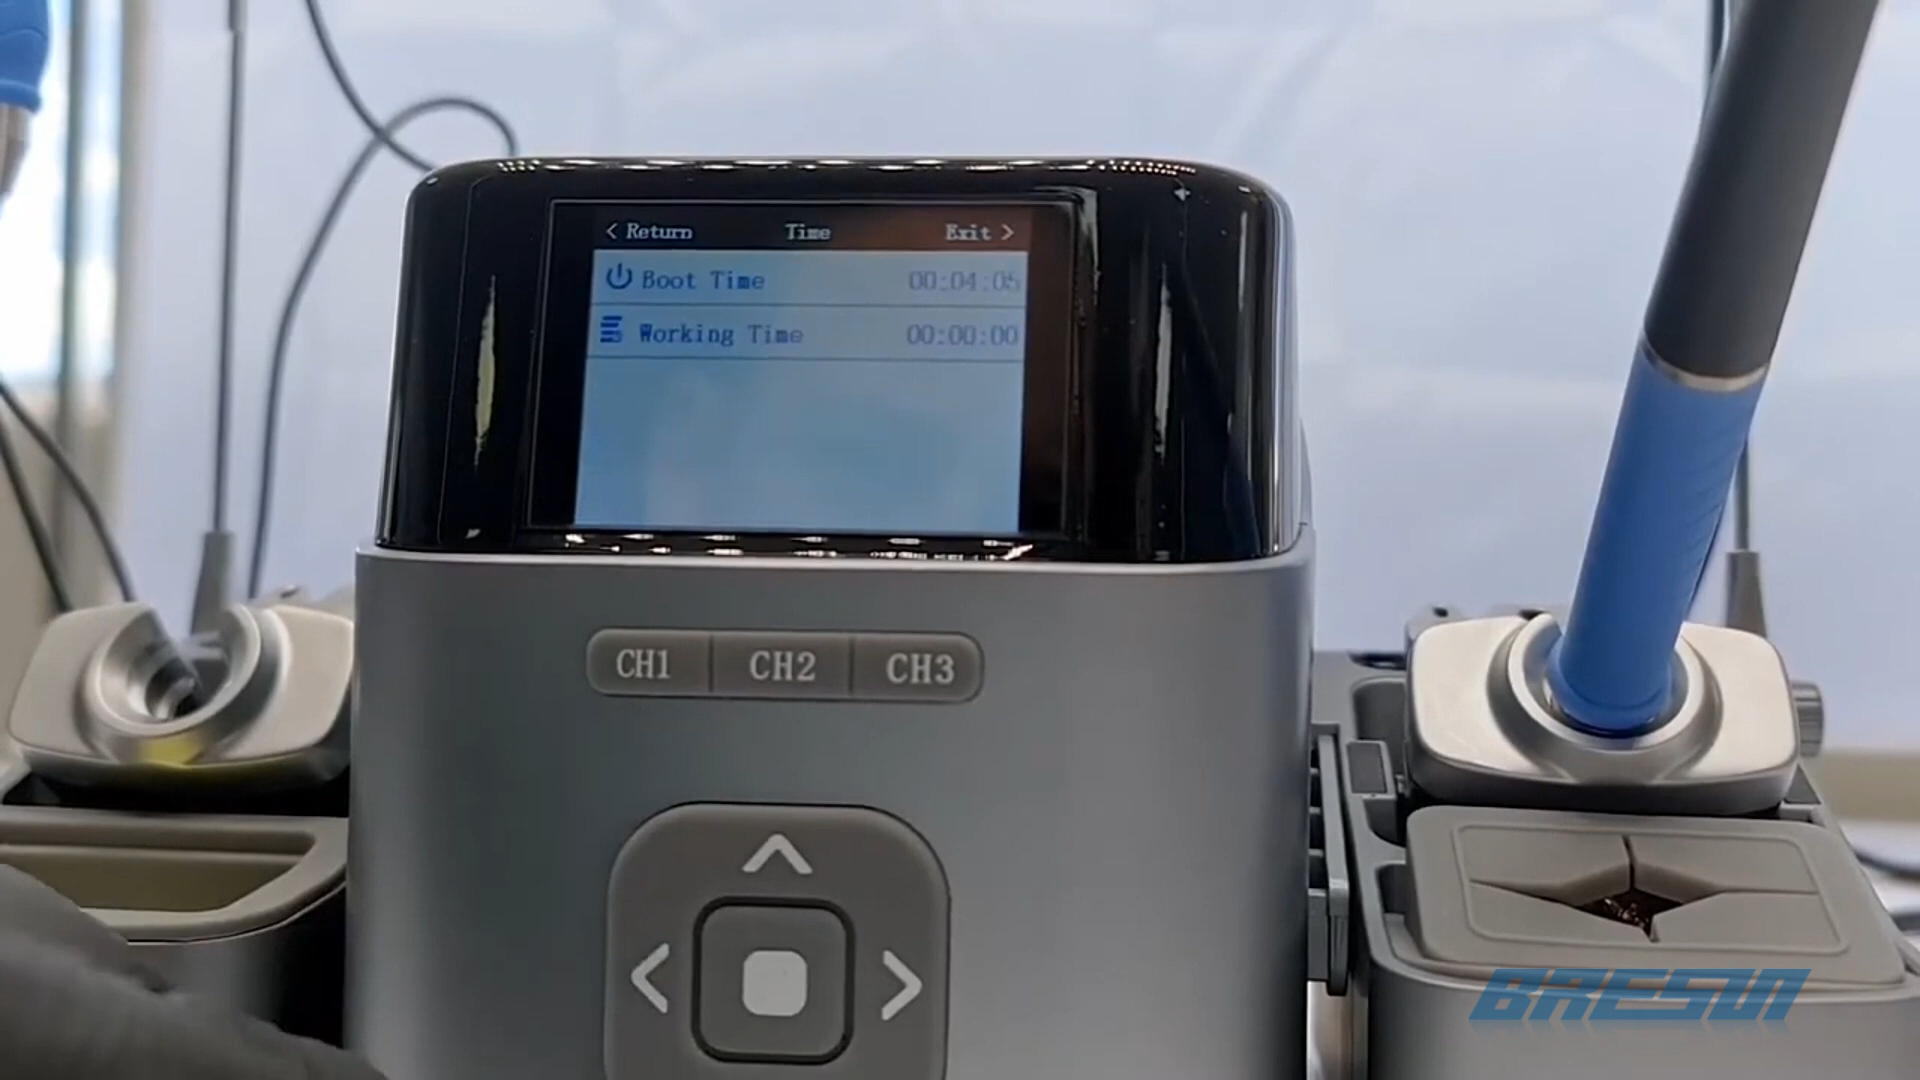 < Return Time Exit >
Boot Time 00:04:05
Working Time 00:00:00
CH1 CH2 CH3
BRESUN